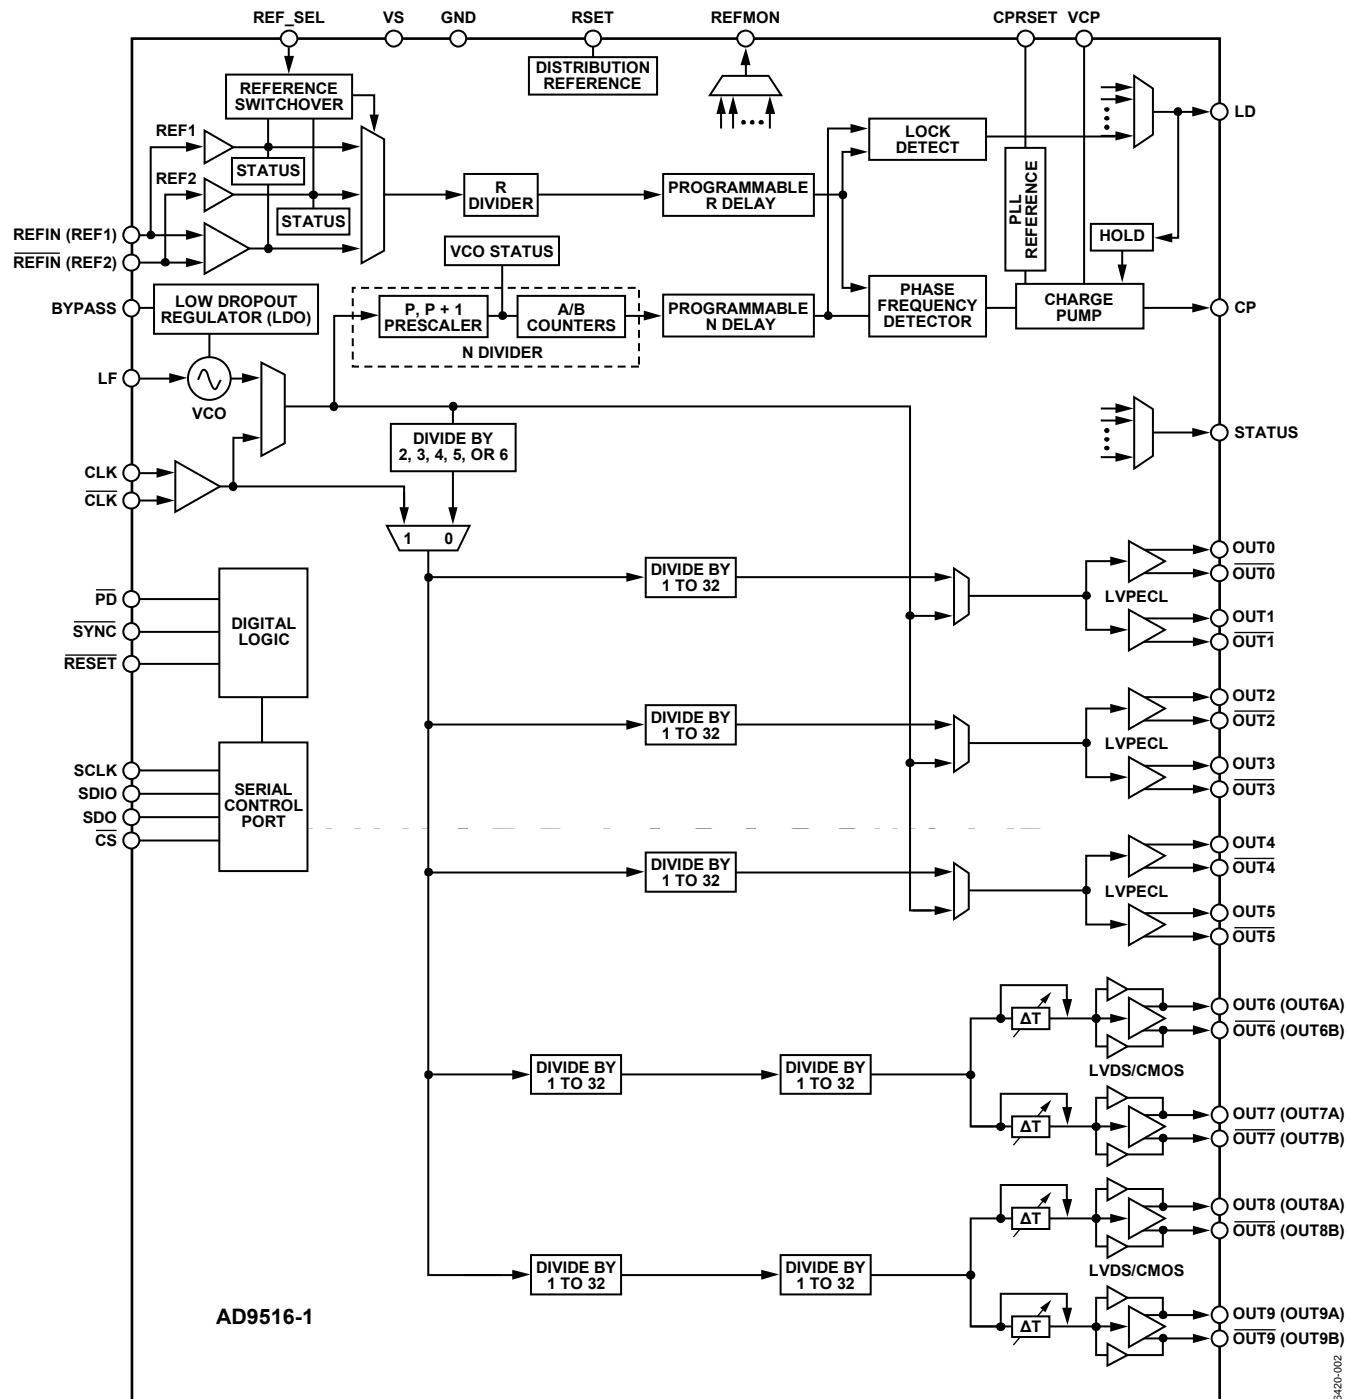 REF_SEL VS GND RSET REFMON CPRSET VCP
DISTRIBUTION
REFERENCE
REFERENCE
SWITCHOVER
REF1
STATUS
REF2
STATUS
REFIN (REF1)
REFIN (REF2)
R
DIVIDER
VCO STATUS
PROGRAMMABLE
R DELAY
LOCK
DETECT
LD
PLL
REFERENCE
HOLD
BYPASS
LOW DROPOUT
REGULATOR (LDO)
P, P + 1
PRESCALER
A/B
COUNTERS
N DIVIDER
PROGRAMMABLE
N DELAY
PHASE
FREQUENCY
DETECTOR
CHARGE
PUMP
CP
LF
VCO
DIVIDE BY
2, 3, 4, 5, OR 6
STATUS
CLK
CLK
1 0
PD
SYNC
RESET
DIGITAL
LOGIC
SCLK
SDIO
SDO
CS
SERIAL
CONTROL
PORT
DIVIDE BY
1 TO 32
LVPECL
OUT0
OUT0
OUT1
OUT1
DIVIDE BY
1 TO 32
LVPECL
OUT2
OUT2
OUT3
OUT3
DIVIDE BY
1 TO 32
LVPECL
OUT4
OUT4
OUT5
OUT5
DIVIDE BY
1 TO 32
DIVIDE BY
1 TO 32
ΔT
ΔT
LVDS/CMOS
OUT6 (OUT6A)
OUT6 (OUT6B)
OUT7 (OUT7A)
OUT7 (OUT7B)
DIVIDE BY
1 TO 32
DIVIDE BY
1 TO 32
ΔT
ΔT
LVDS/CMOS
OUT8 (OUT8A)
OUT8 (OUT8B)
OUT9 (OUT9A)
OUT9 (OUT9B)
AD9516-1
6420-002